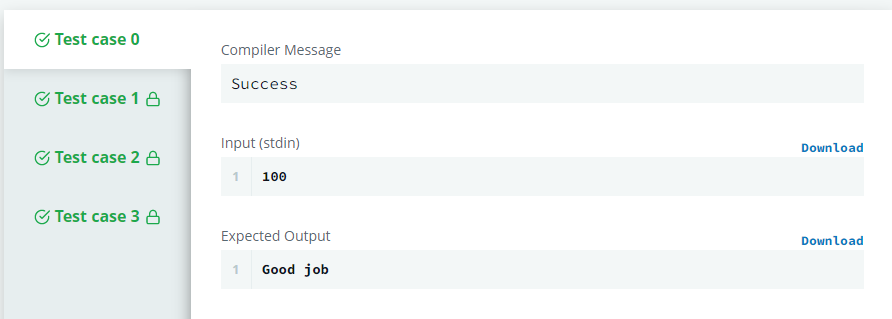 Test case 0
Test case 1
Test case 2
Test case 3
Compiler Message
Success
Input (stdin)
Download
1 100
Expected Output
Download
1 Good job